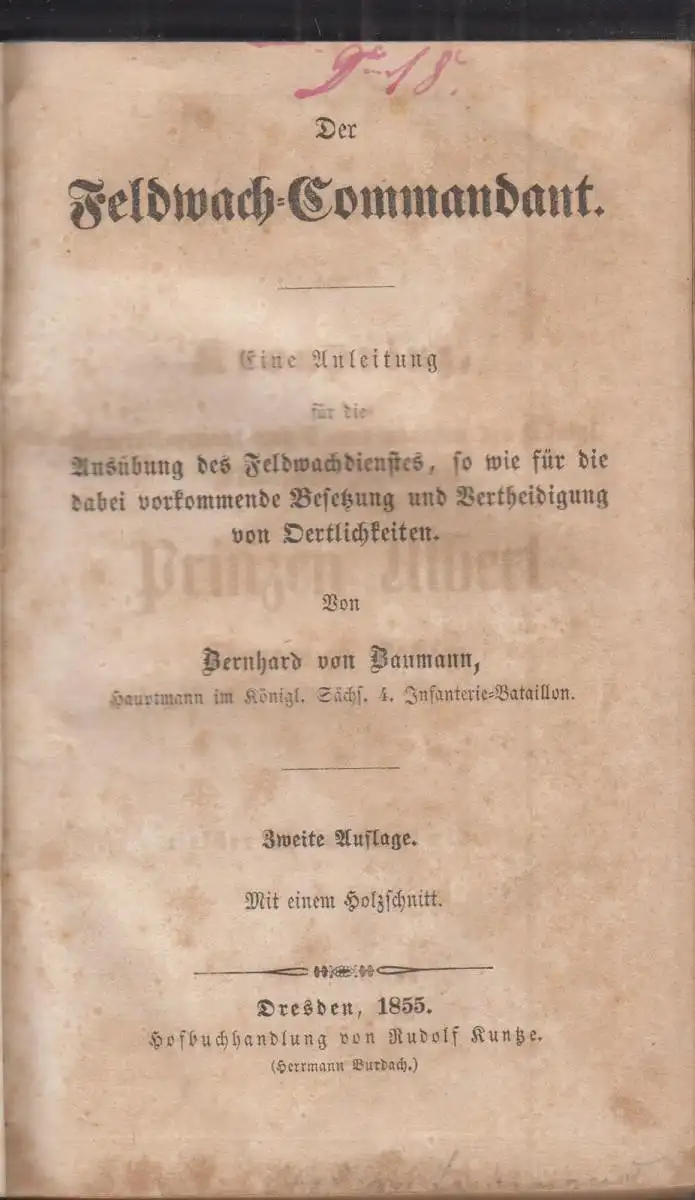 Der
Feldwach-Commandant.
Eine Anleitung
für die
Ausübung des Feldwachdienstes, so wie für die
dabei vorkommende Besetzung und Vertheidigung
von Oertlichkeiten.
Prinzen Albert
Von
Bernhard von Baumann,
Hauptmann im Königl. Sächs. 4. Infanterie-Bataillon.
Zweite Auflage.
Mit einem Holzschnitt.
Dresden, 1855.
Hofbuchhandlung von Rudolf Kuntze.
(Herrmann Burdach.)